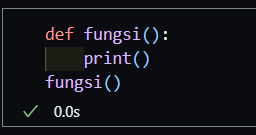 def fungsi():
    print()
fungsi()
0.0s